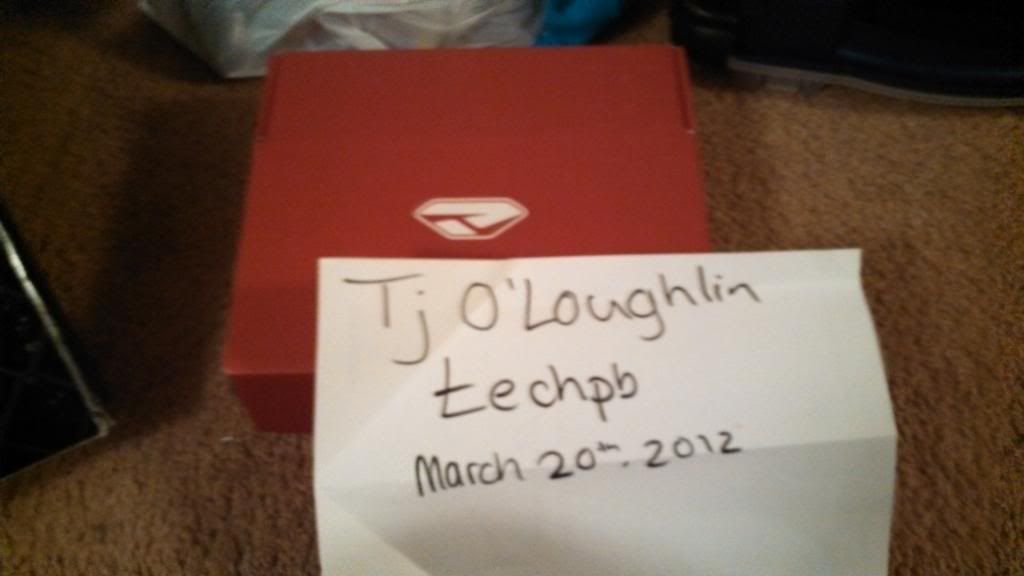 Tj O'Loughlin
techpb
March 20th. 2012